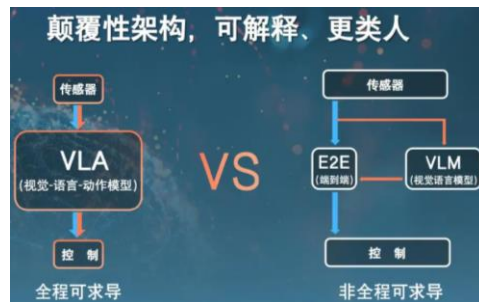 颠覆性架构，可解释、更类人
传感器
VLA
(视觉-语言-动作模型)
控 制
全程可求导
VS
传感器
E2E
(端到端)
VLM
(视觉语言模型)
控 制
非全程可求导